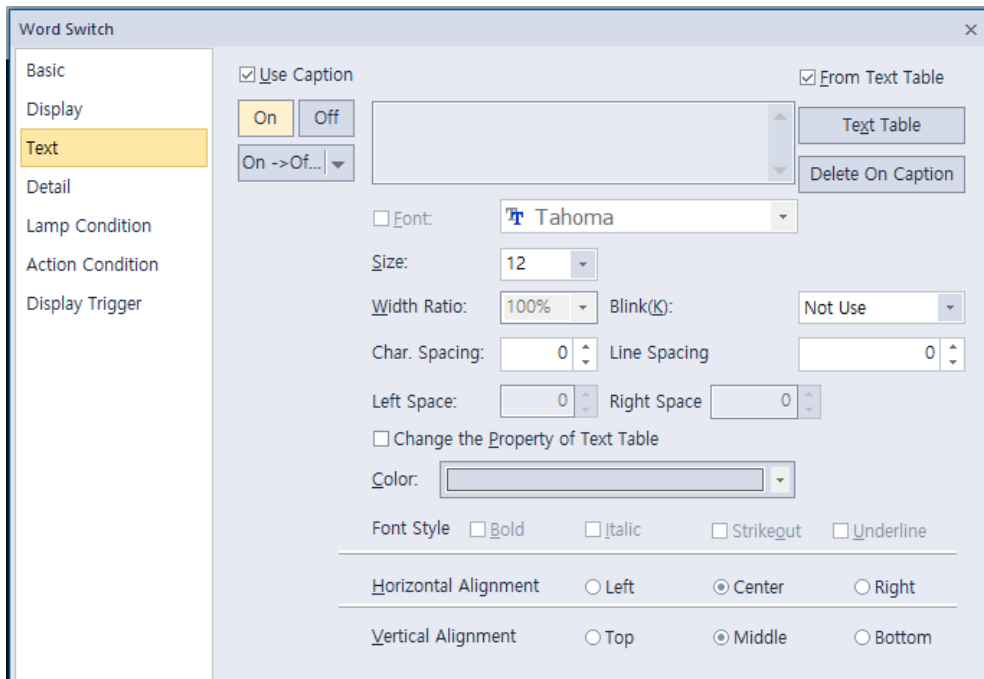 Word Switch
Basic
Display
Text
Detail
Lamp Condition
Action Condition
Display Trigger
Use Caption
From Text Table
On
Off
Text Table
On ->Of...
Delete On Caption
Font:
Tahoma
Size:
12
Width Ratio:
100%
Blink(K):
Not Use
Char. Spacing:
0
Line Spacing
0
Left Space:
0
Right Space
0
Change the Property of Text Table
Color:
Font Style
Bold
Italic
Strikeout
Underline
Horizontal Alignment
Left
Center
Right
Vertical Alignment
Top
Middle
Bottom